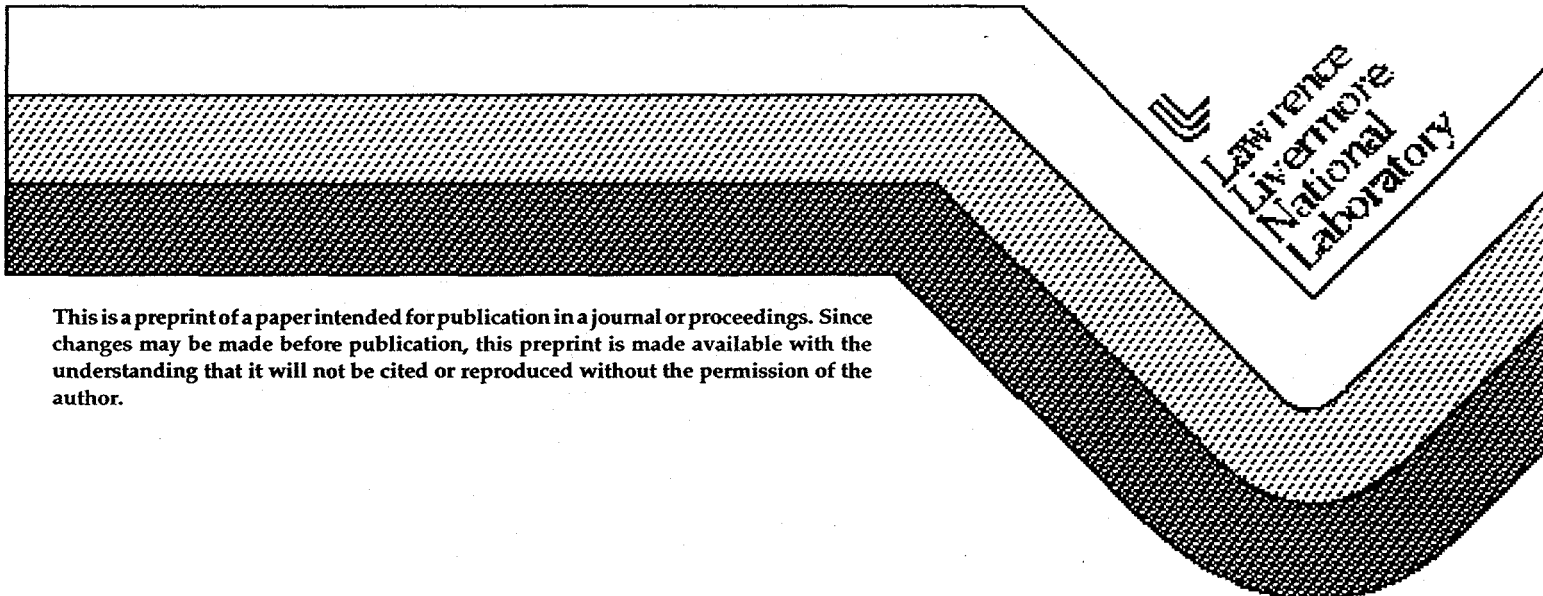 Lawrence
Livermore
National
Laboratory
This is a preprint of a paper intended for publication in a journal or proceedings. Since
changes may be made before publication, this preprint is made available with the
understanding that it will not be cited or reproduced without the permission of the
author.